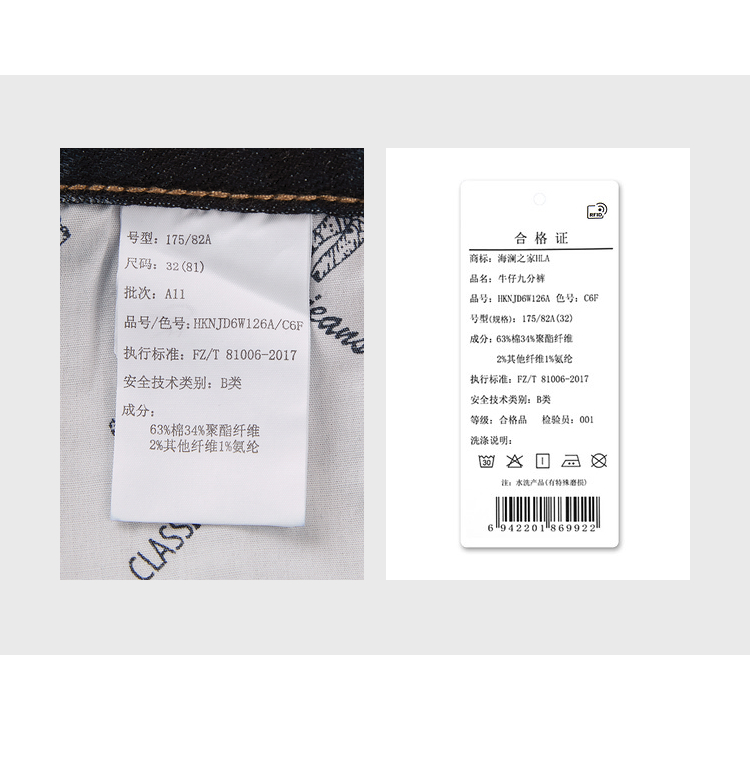 号型：175/82A
尺码：32(81)
批次：A11
品号/色号：HKNJD6W126A/C6F
执行标准：FZ/T 81006-2017
安全技术类别：B类
成分：
63%棉34%聚酯纤维
2%其他纤维1%氨纶
jeans
CLASS
RFID
合格证
商标：海澜之家HLA
品名：牛仔九分裤
品号：HKNJD6W126A 色号：C6F
号型(规格)：175/82A(32)
成分：63%棉34%聚酯纤维
2%其他纤维1%氨纶
执行标准：FZ/T 81006-2017
安全技术类别：B类
等级：合格品 检验员：001
洗涤说明：
30
注：水洗产品(有特殊磨损)
6 942201 869922